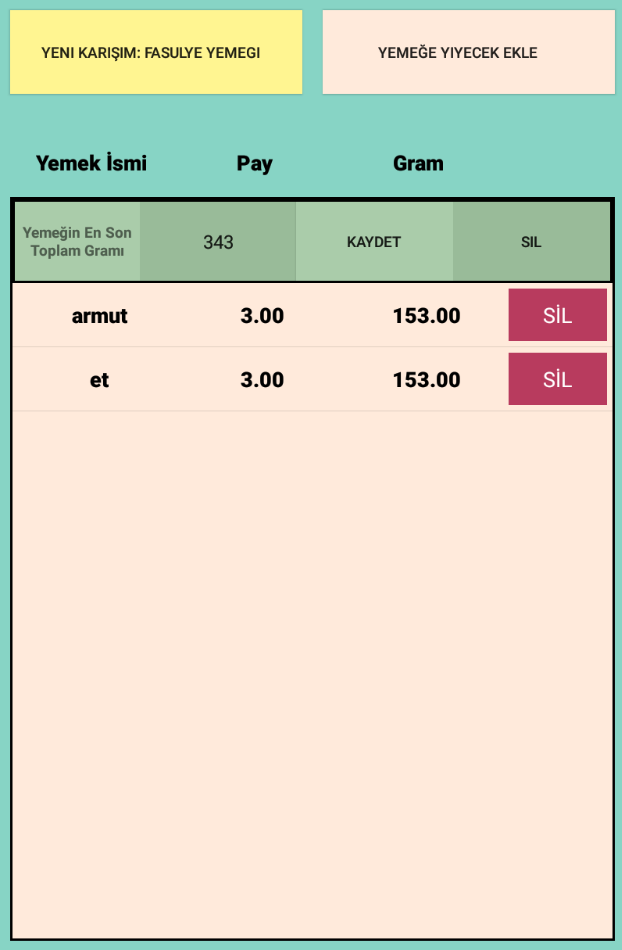 YENI KARIŞIM: FASULYE YEMEGI
YEMEĞE YIYECEK EKLE
Yemek İsmi Pay Gram
Yemeğin En Son
Toplam Gramı
343
KAYDET
SIL
armut 3.00 153.00 SİL
et 3.00 153.00 SİL